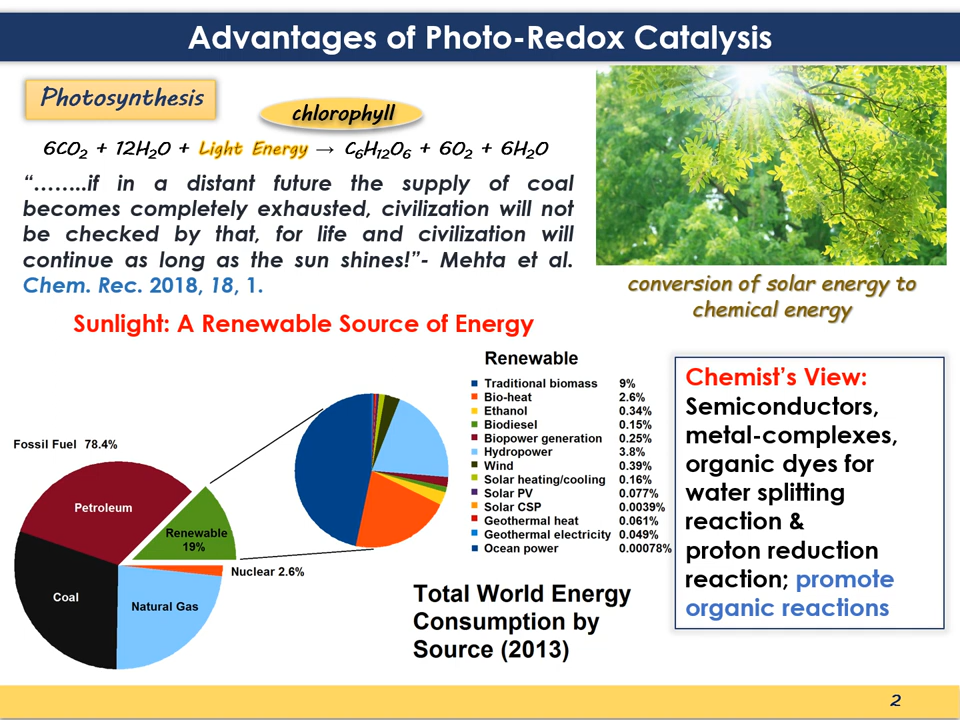 Advantages of Photo-Redox Catalysis
Photosynthesis
chlorophyll
6CO₂ + 12H₂O + Light Energy → C₆H₁₂O₆ + 6O₂ + 6H₂O
“……..if in a distant future the supply of coal
becomes completely exhausted, civilization will not
be checked by that, for life and civilization will
continue as long as the sun shines!”- Mehta et al.
Chem. Rec. 2018, 18, 1.
conversion of solar energy to
chemical energy
Sunlight: A Renewable Source of Energy
Fossil Fuel 78.4%
Petroleum
Coal
Natural Gas
Renewable
19%
Nuclear 2.6%
Renewable
Traditional biomass 9%
Bio-heat 2.6%
Ethanol 0.34%
Biodiesel 0.15%
Biopower generation 0.25%
Hydropower 3.8%
Wind 0.39%
Solar heating/cooling 0.16%
Solar PV 0.077%
Solar CSP 0.0039%
Geothermal heat 0.061%
Geothermal electricity 0.049%
Ocean power 0.00078%
Total World Energy
Consumption by
Source (2013)
Chemist’s View:
Semiconductors,
metal-complexes,
organic dyes for
water splitting
reaction &
proton reduction
reaction; promote
organic reactions
2